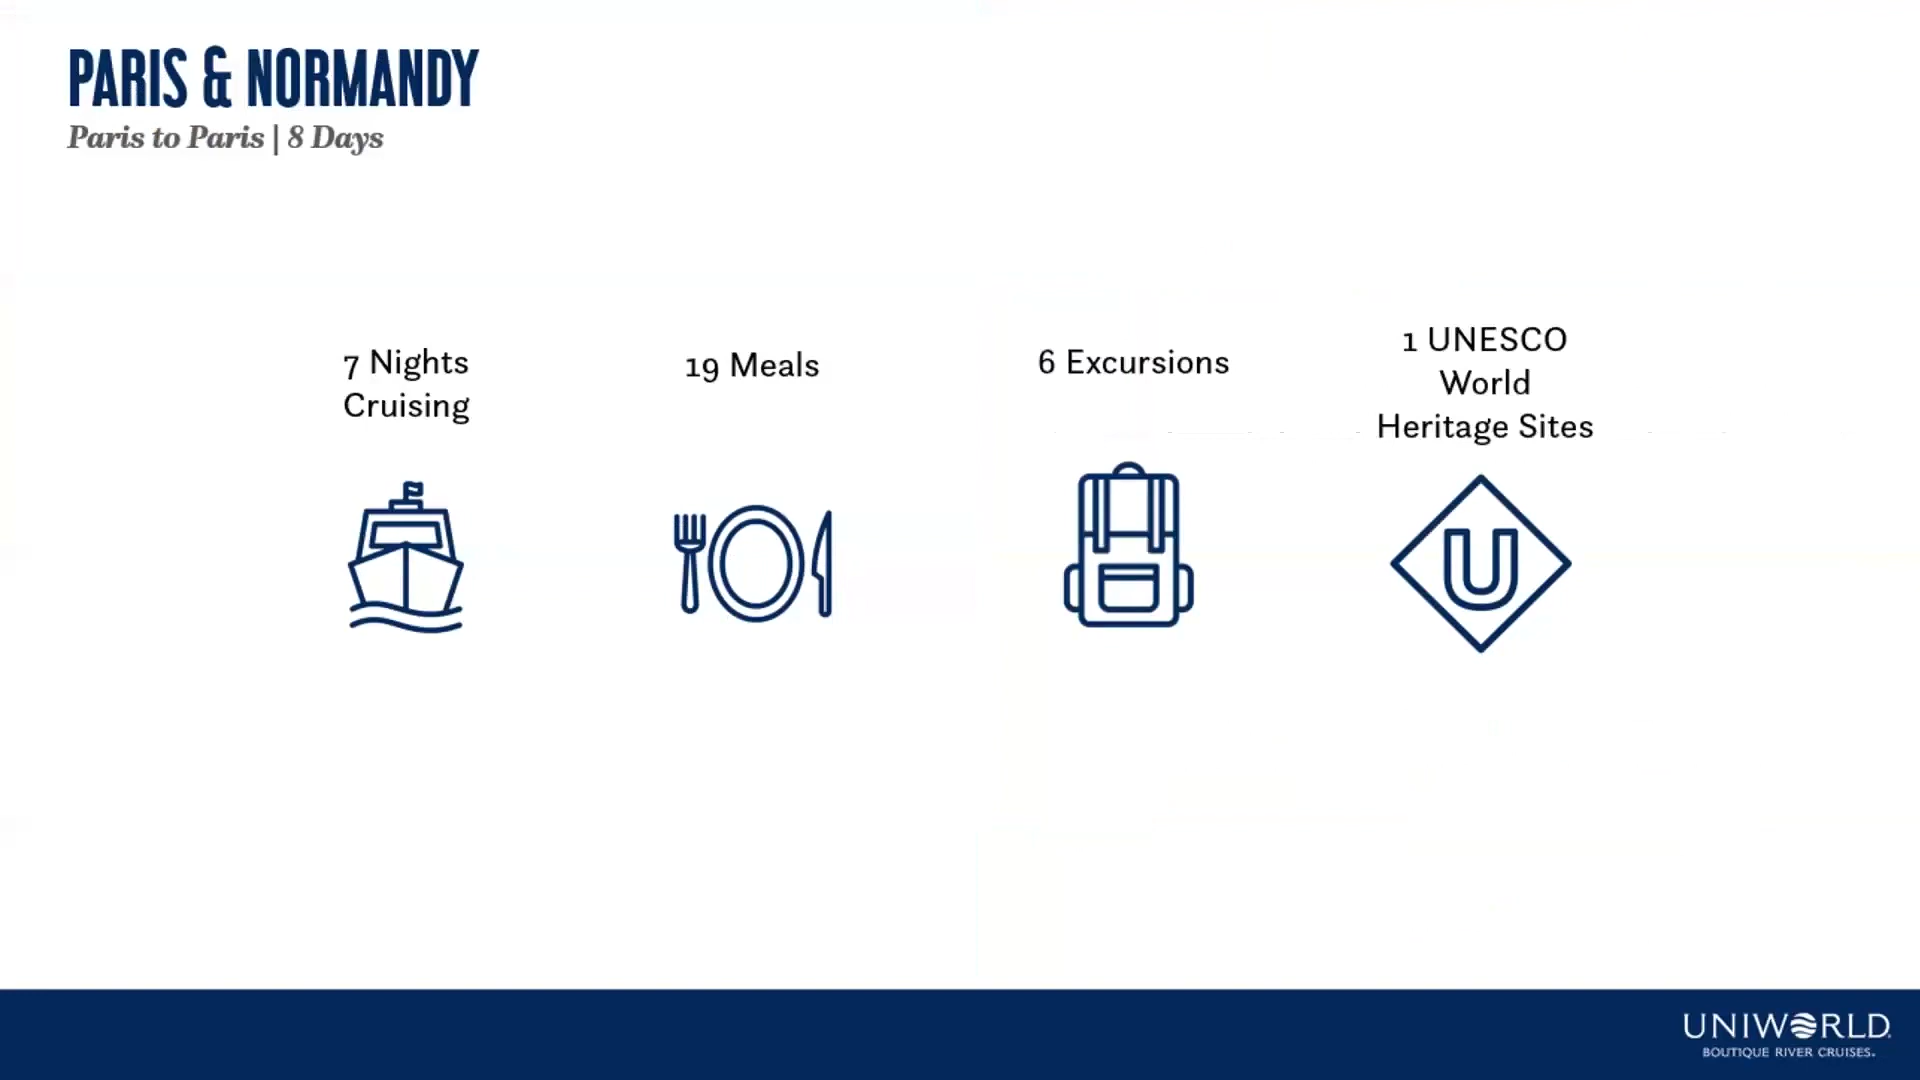 PARIS & NORMANDY
Paris to Paris | 8 Days
7 Nights
Cruising
19 Meals
6 Excursions
1 UNESCO
World
Heritage Sites
U
UNIWORLD
BOUTIQUE RIVER CRUISES.